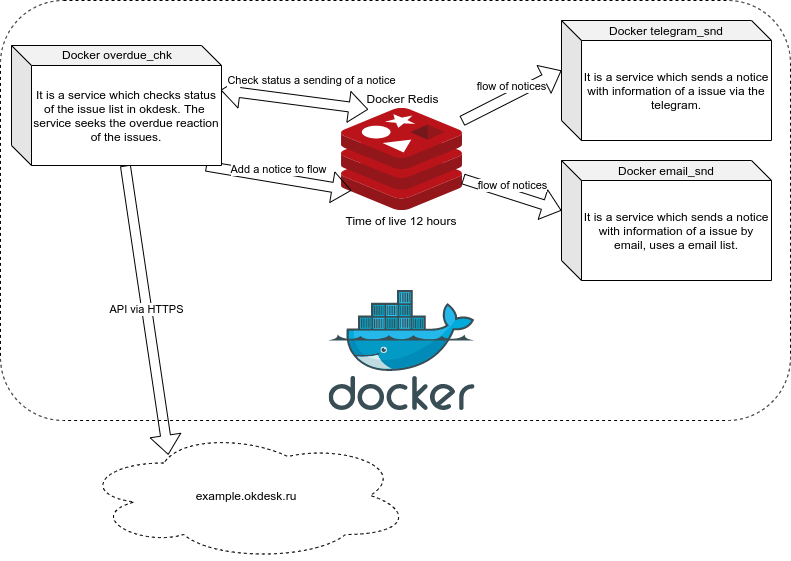 Docker overdue_chk
It is a service which checks status
of the issue list in okdesk. The
service seeks the overdue reaction
of the issues.
Check status a sending of a notice
Docker Redis
Add a notice to flow
Time of live 12 hours
flow of notices
Docker telegram_snd
It is a service which sends a notice
with information of a issue via the
telegram.
flow of notices
Docker email_snd
It is a service which sends a notice
with information of a issue by
email, uses a email list.
API via HTTPS
docker
example.okdesk.ru